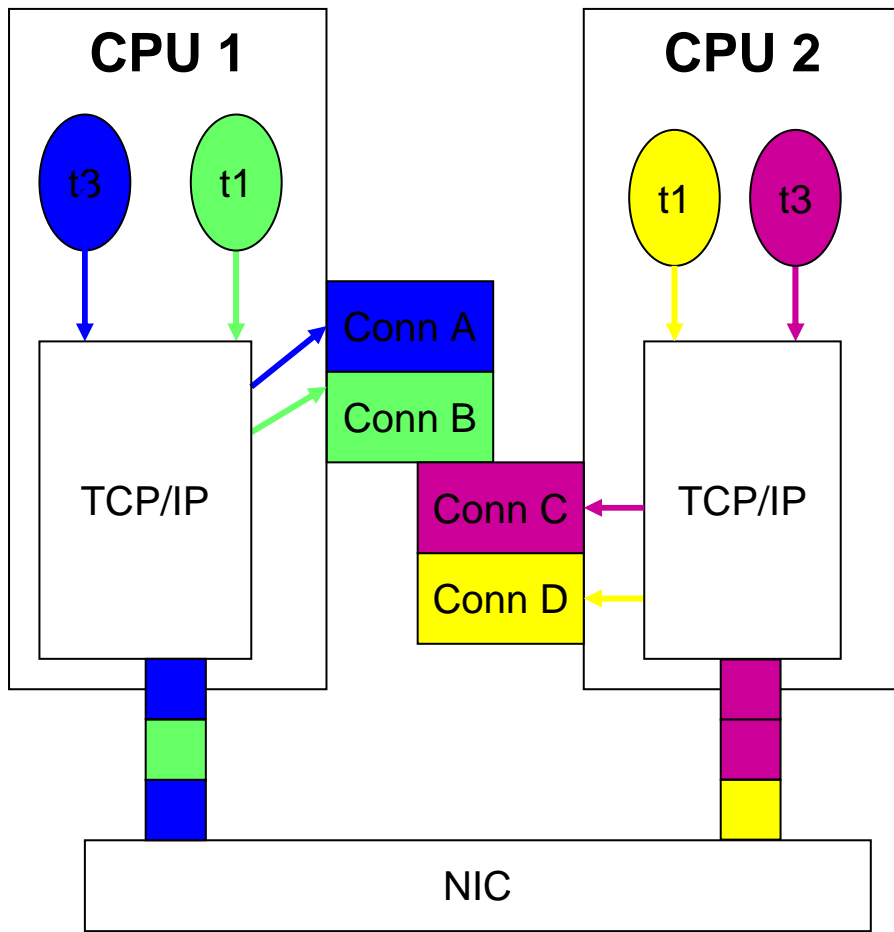 CPU 1
CPU 2
t3
t1
t1
t3
Conn A
Conn B
TCP/IP
Conn C
TCP/IP
Conn D
NIC